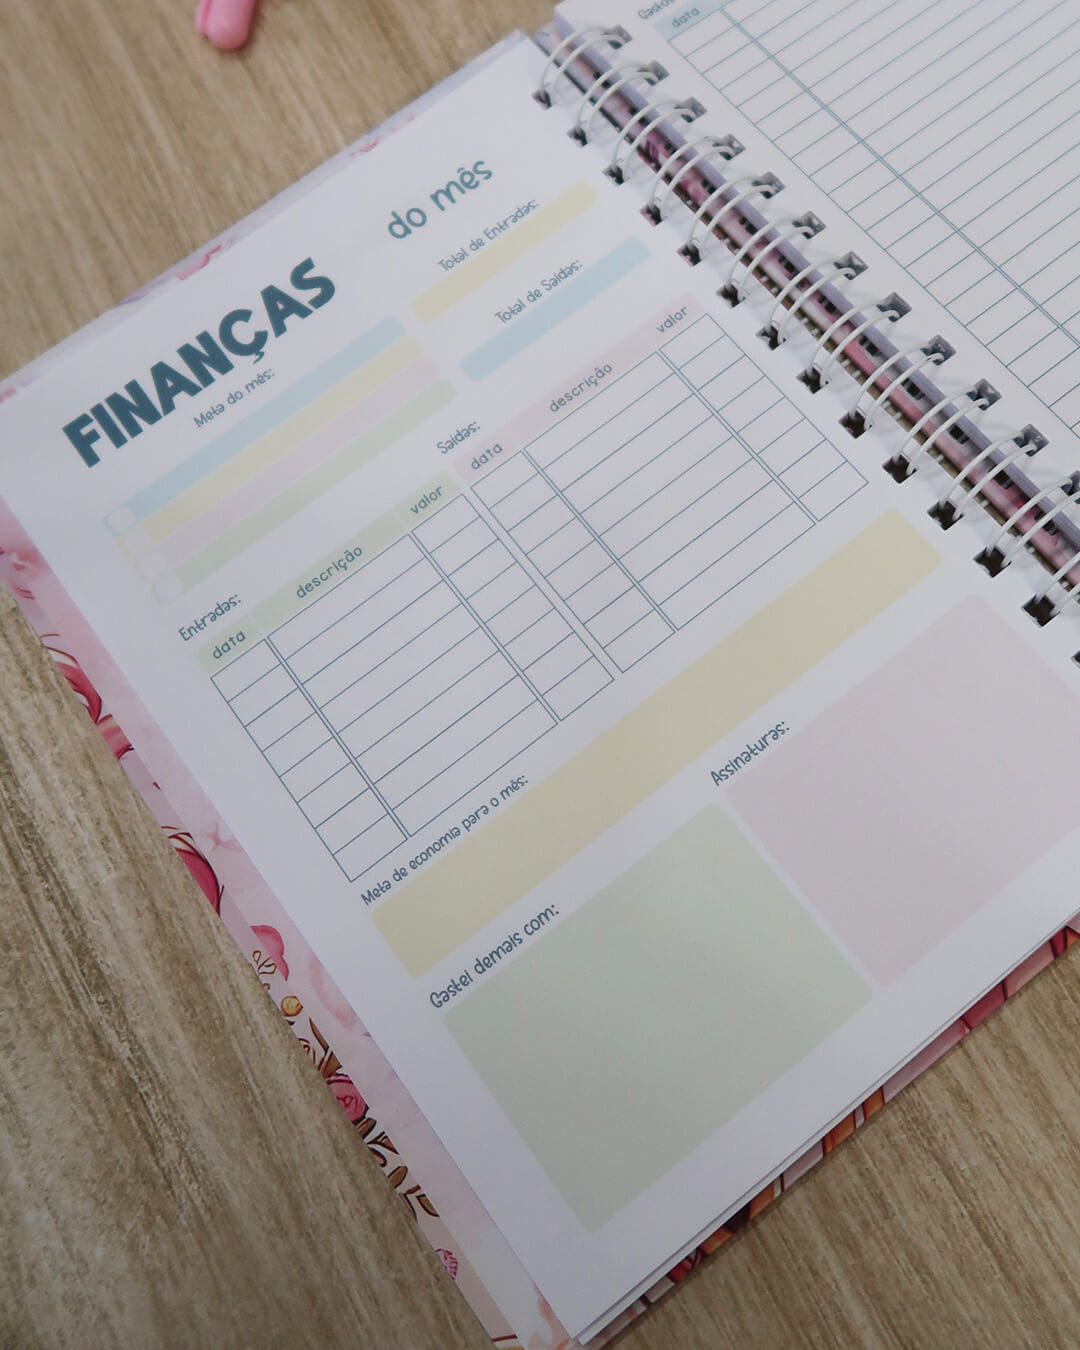 FINANÇAS
do mês
Meta do mês:
Total de Entradas:
Total de Saídas:
Entradas:
data descrição valor
Saídas:
data descrição valor
Meta de economia para o mês:
Gastei demais com:
Assinaturas:
data